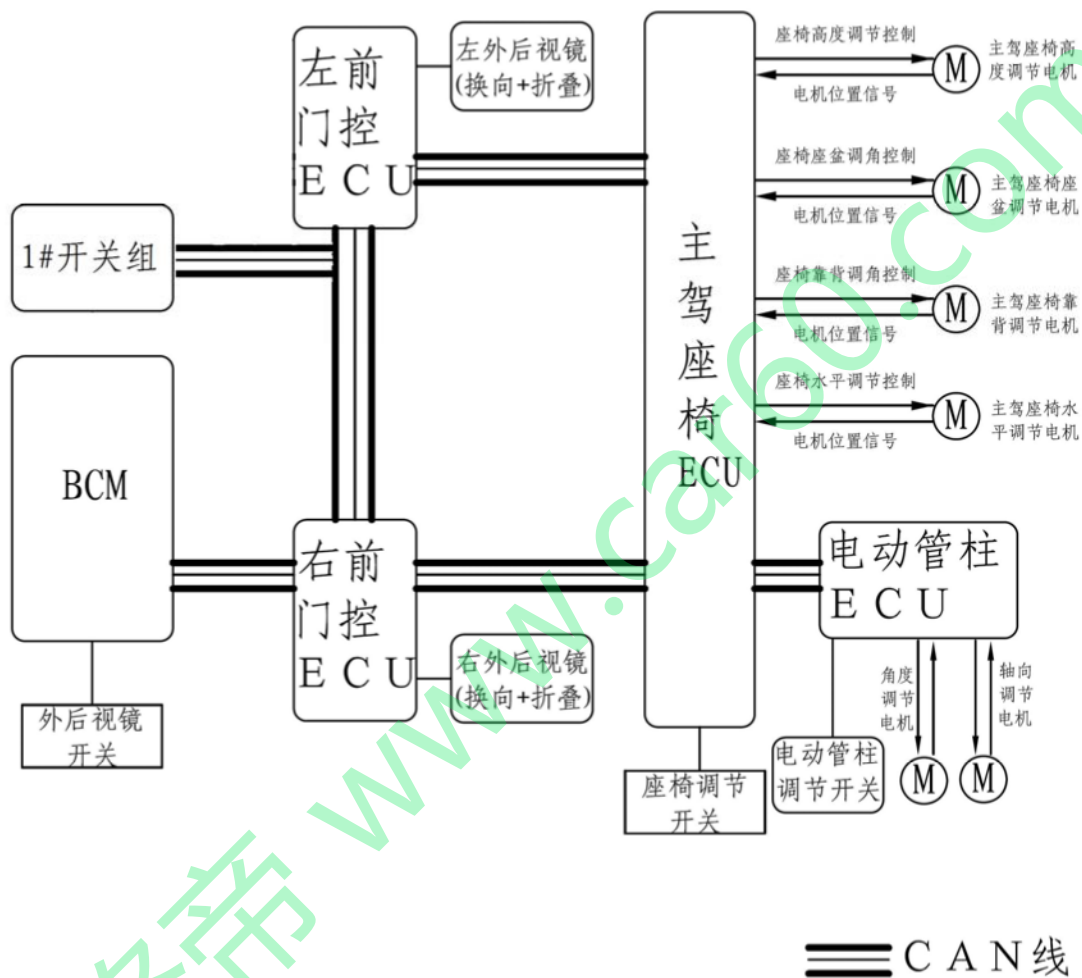 左前
门控
ECU
左外后视镜
(换向+折叠)
1#开关组
BCM
外后视镜
开关
右前
门控
ECU
右外后视镜
(换向+折叠)
主
驾
座
椅
ECU
座椅调节
开关
座椅高度调节控制
电机位置信号
M
主驾座椅高
度调节电机
座椅座盆调角控制
电机位置信号
M
主驾座椅座
盆调节电机
座椅靠背调角控制
电机位置信号
M
主驾座椅靠
背调节电机
座椅水平调节控制
电机位置信号
M
主驾座椅水
平调节电机
电动管柱
ECU
电动管柱
调节开关
角度
调节
电机
M
轴向
调节
电机
M
CAN线
www.car60.com